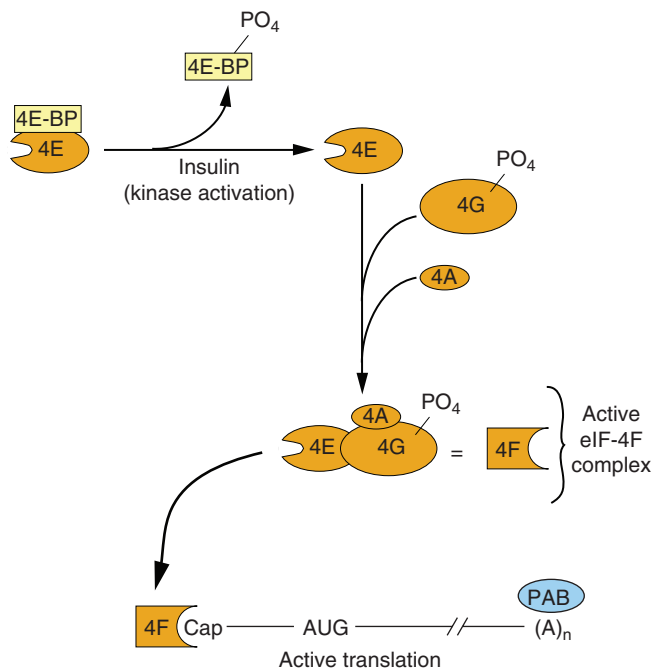 PO4
4E-BP
4E-BP
4E
Insulin
(kinase activation)
4E
PO4
4G
4A
4A
PO4
4E
4G
=
4F
Active
eIF-4F
complex
4F Cap AUG // (A)n
PAB
Active translation